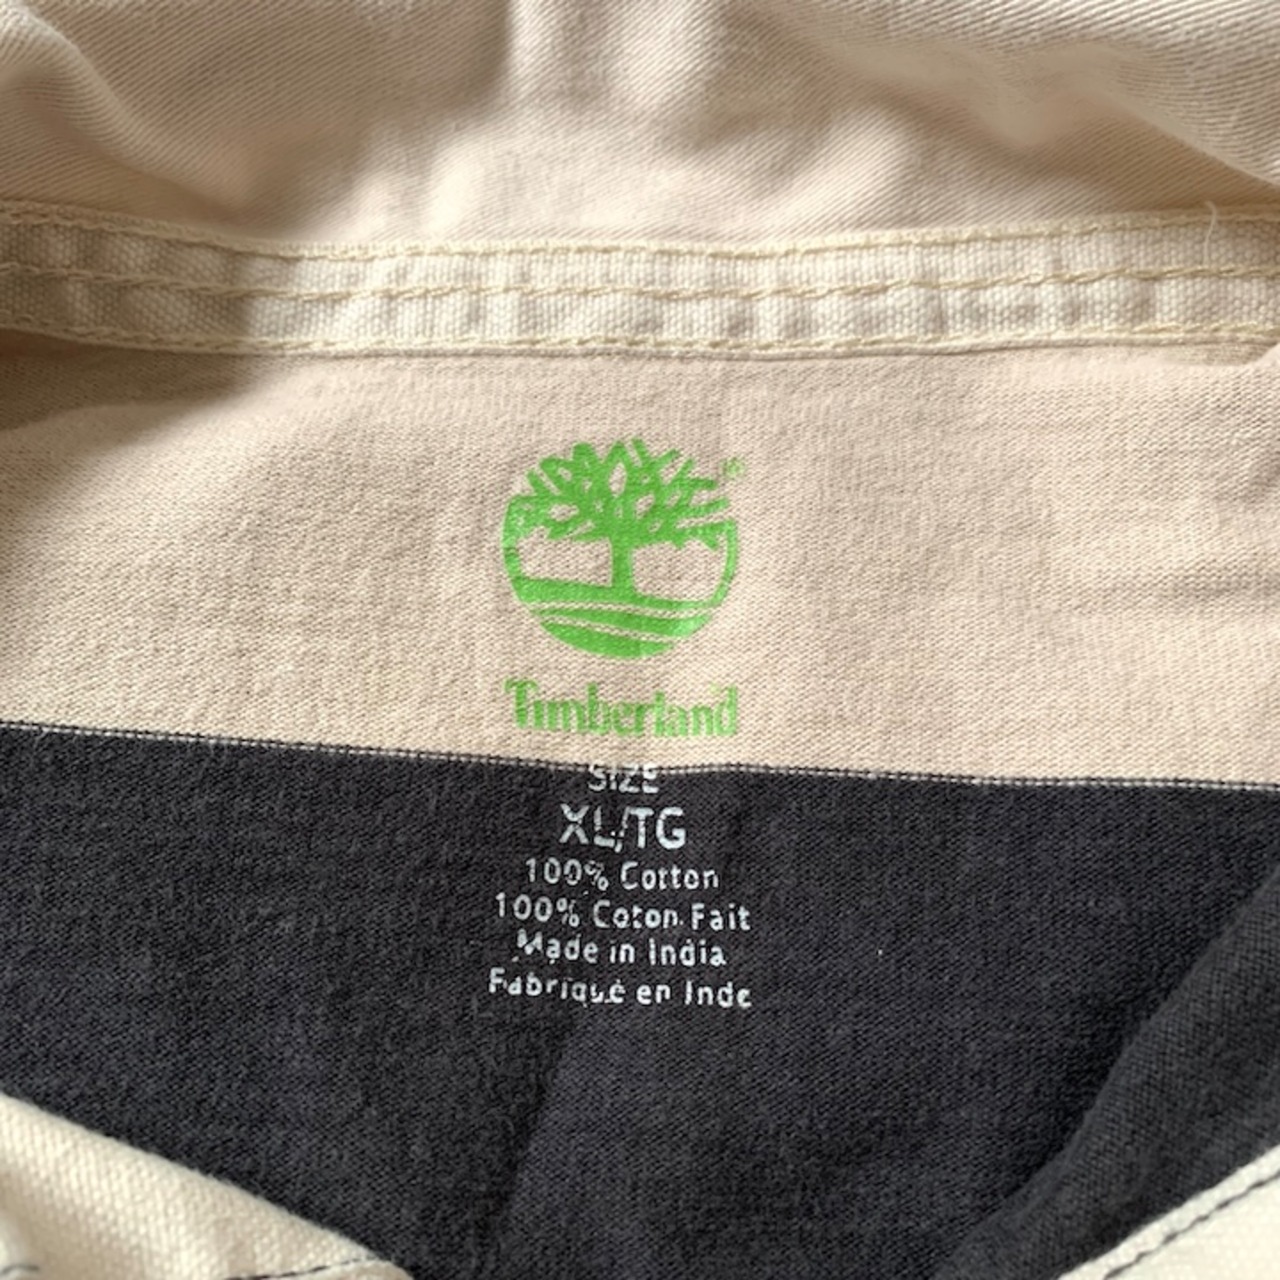 Timberland
SIZE
XL/TG
100% Cotton
100% Coton Fait
Made in India
Fabriqué en Inde